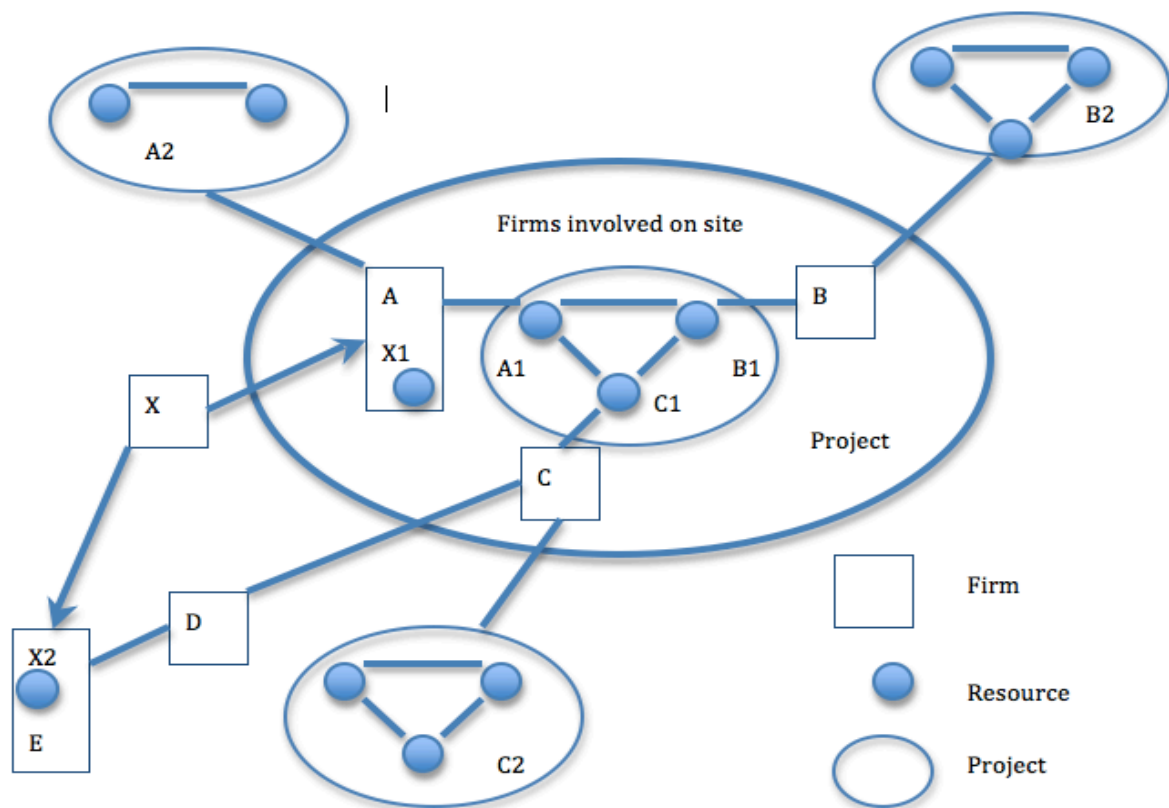 A2
B2
Firms involved on site
A
B
X1
A1
B1
X
C1
Project
C
Firm
D
X2
Resource
E
C2
Project